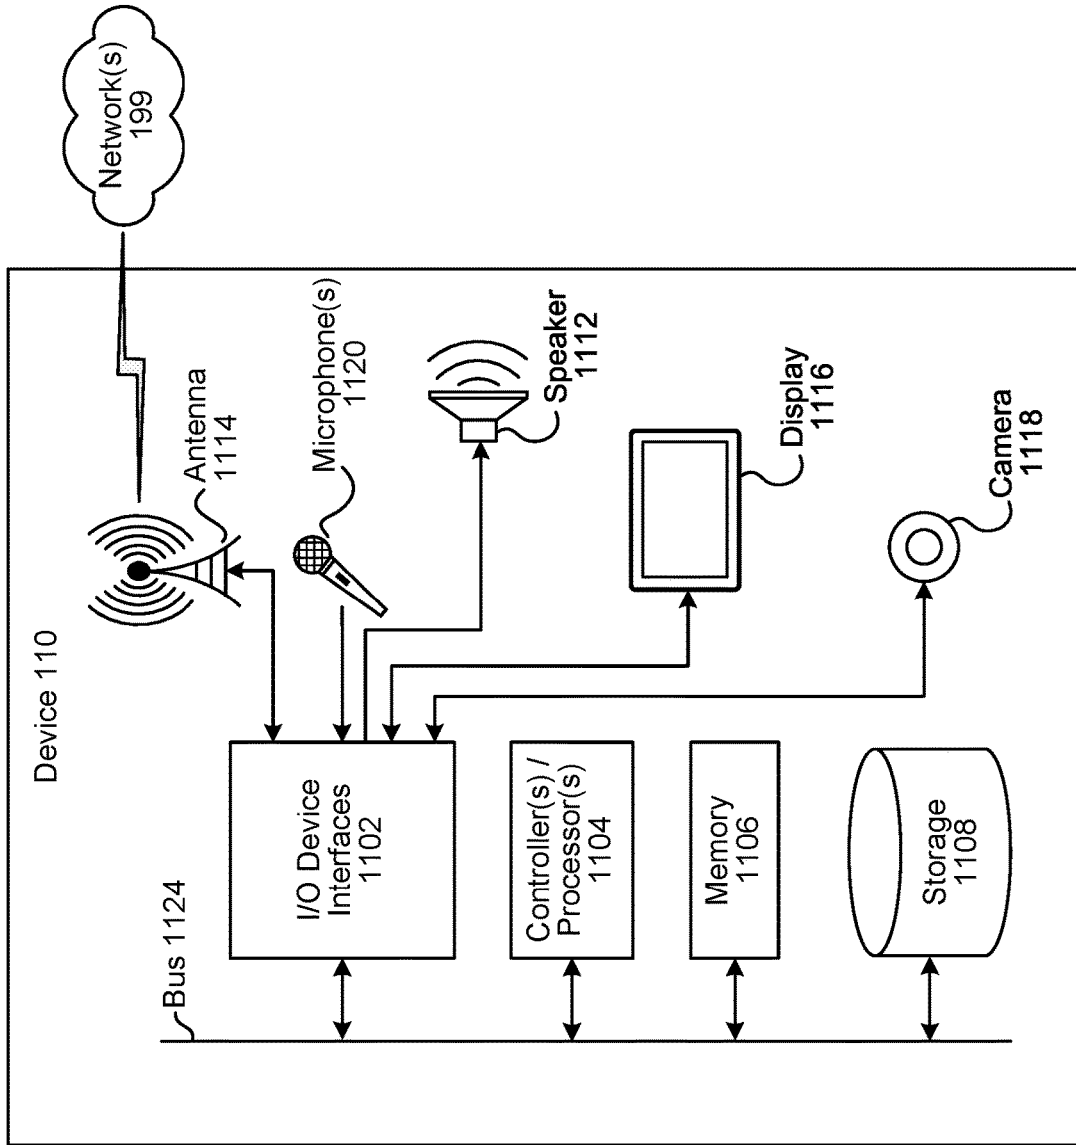 Device 110
Bus 1124
I/O Device
Interfaces
1102
Controller(s) /
Processor(s)
1104
Memory
1106
Storage
1108
Antenna
1114
Microphone(s)
1120
Speaker
1112
Display
1116
Camera
1118
Network(s)
199